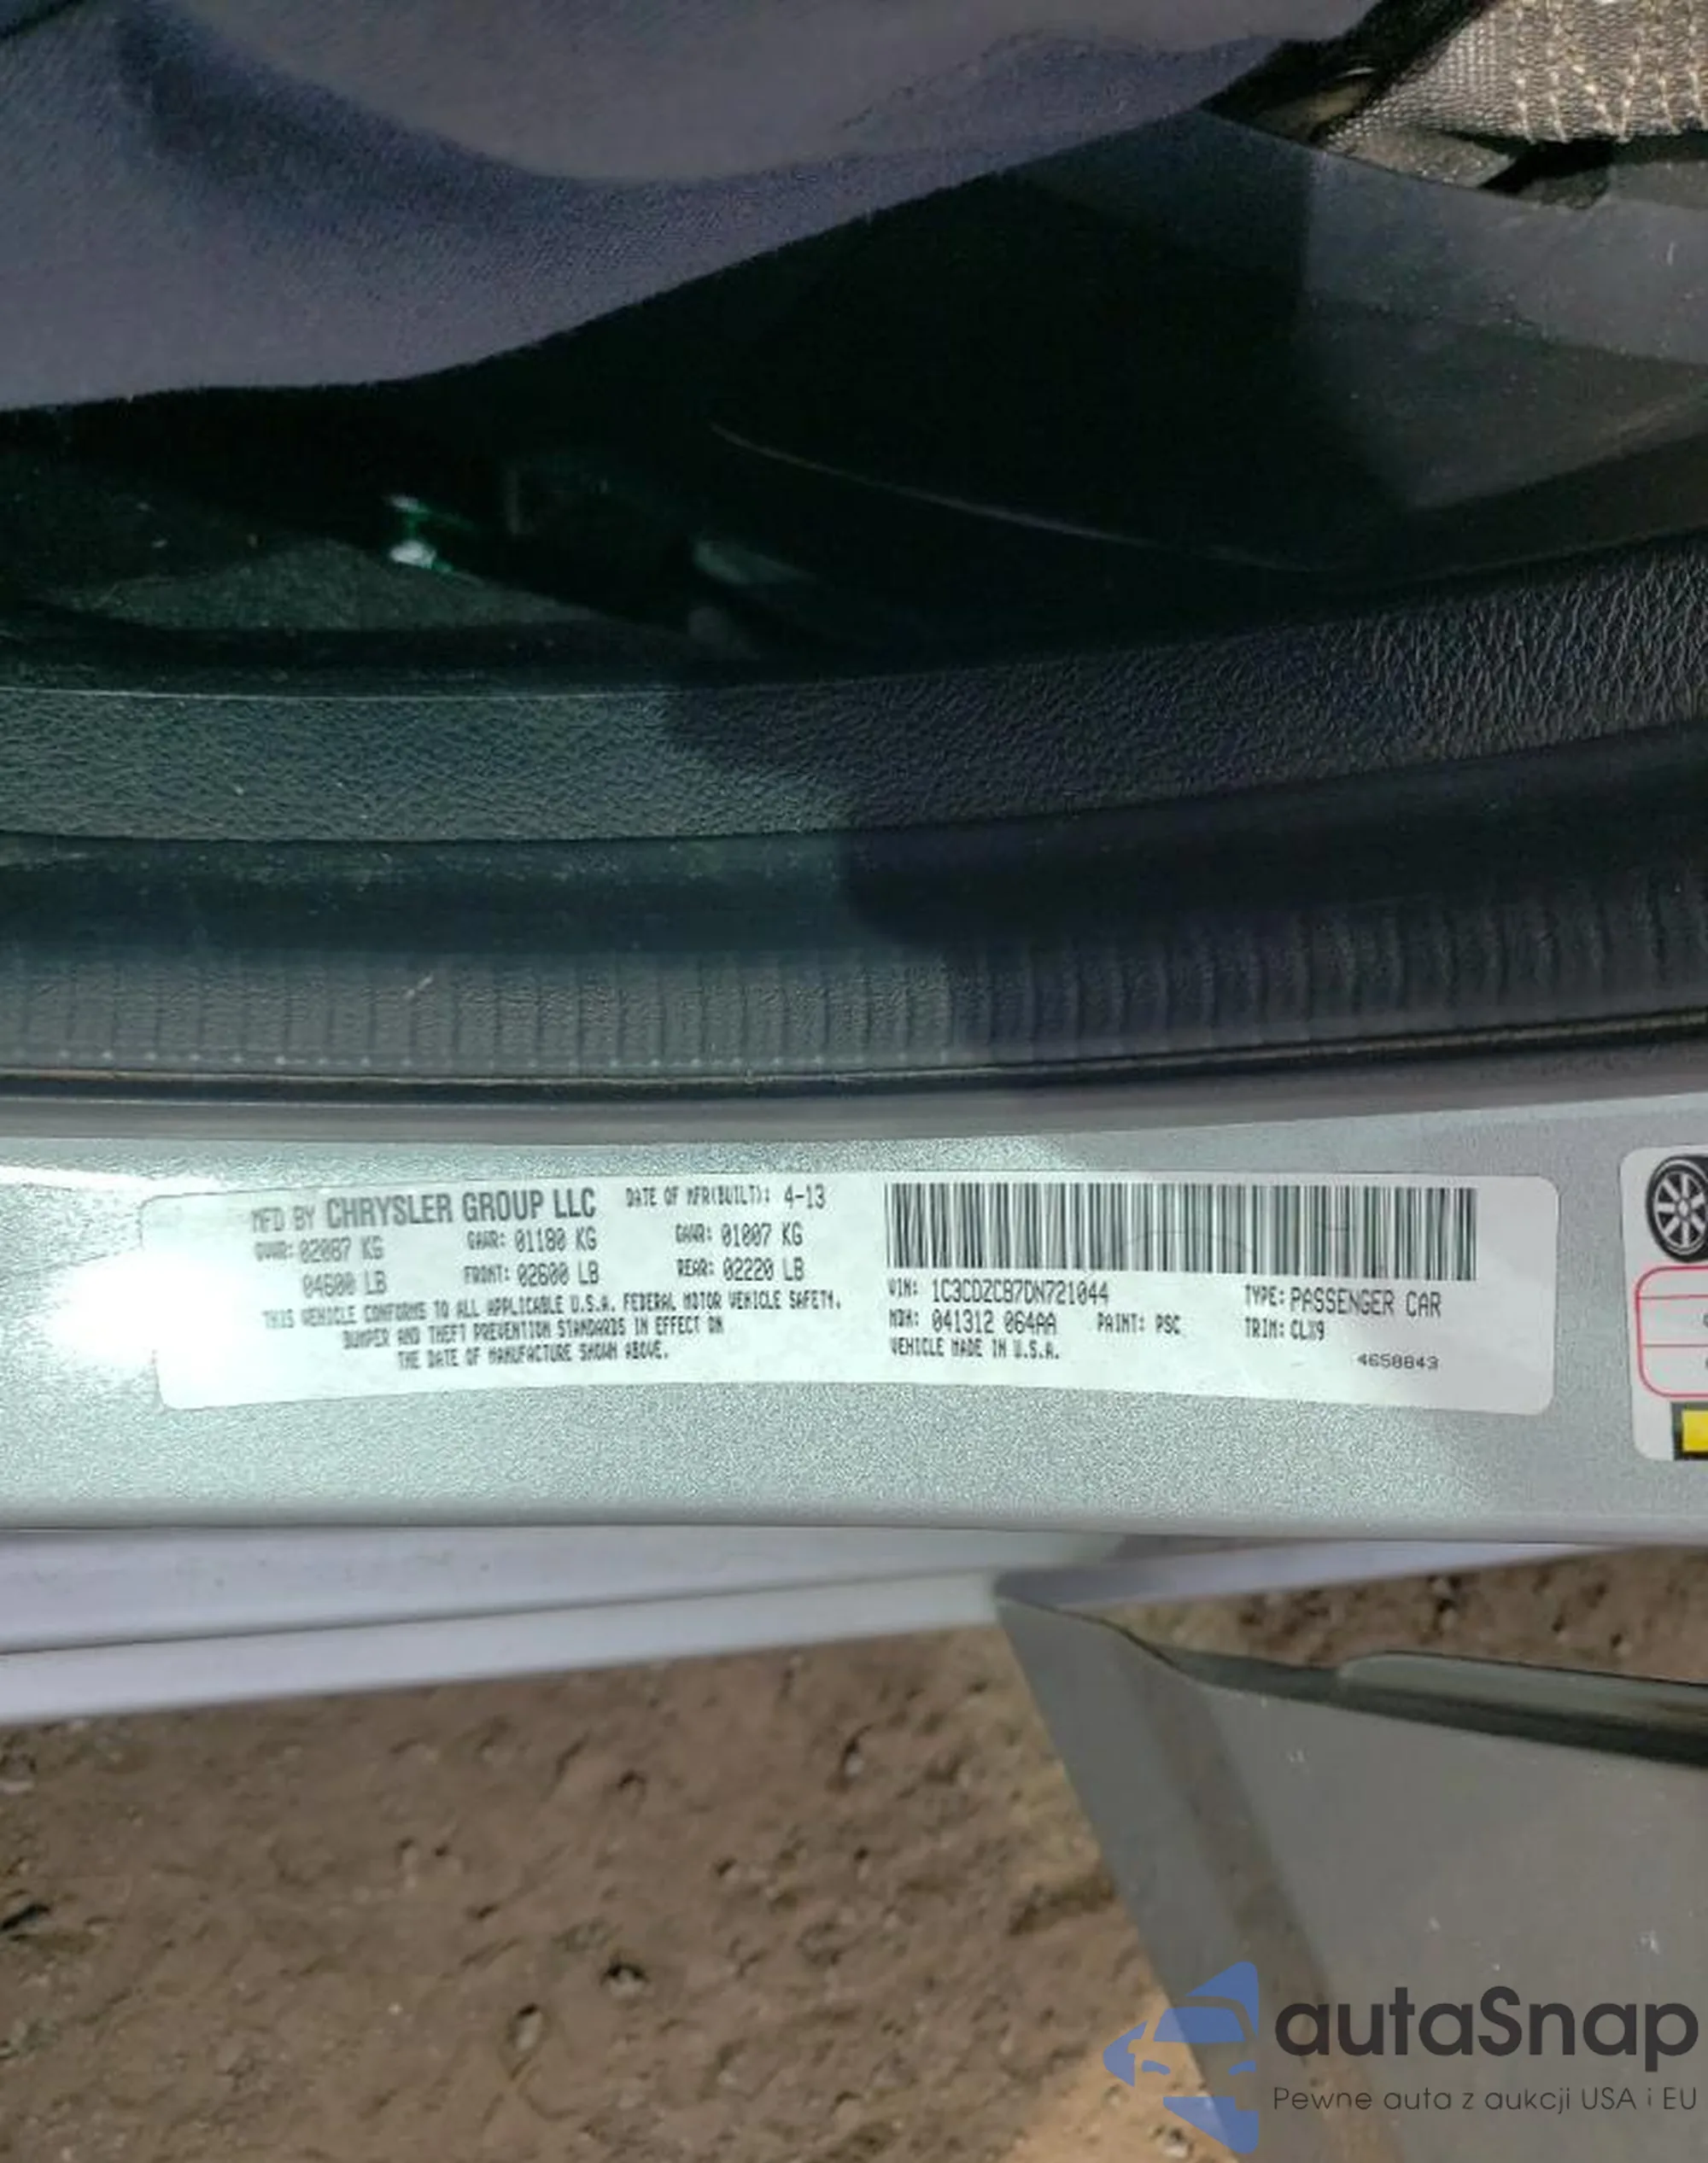 MFD BY CHRYSLER GROUP LLC DATE OF MFR(BUILT): 4-13
GVWR: 02087 KG GAWR: 01180 KG GAWR: 01007 KG
04600 LB FRONT: 02600 LB REAR: 02220 LB
THIS VEHICLE CONFORMS TO ALL APPLICABLE U.S.A. FEDERAL MOTOR VEHICLE SAFETY,
BUMPER AND THEFT PREVENTION STANDARDS IN EFFECT ON
THE DATE OF MANUFACTURE SHOWN ABOVE.
VIN: 1C3CDZCB7DN721044 TYPE: PASSENGER CAR
MDH: 041312 064AA PAINT: PSC TRIM: CLX9
VEHICLE MADE IN U.S.A.
4658843
autaSnap
Pewne auta z aukcji USA i EU